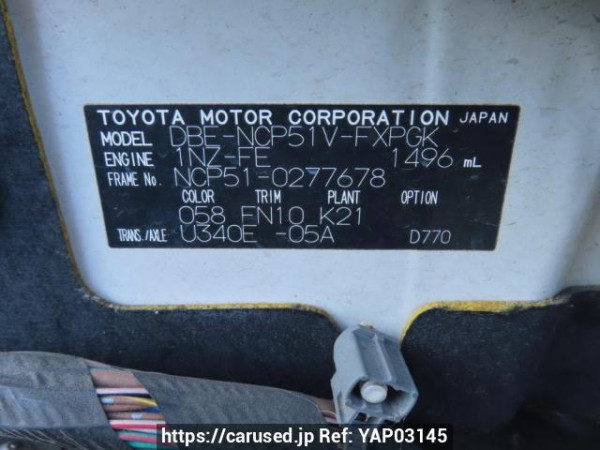 TOYOTA MOTOR CORPORATION JAPAN
MODEL DBE-NCP51V-FXPGK
ENGINE 1NZ-FE 1496 mL
FRAME No. NCP51-0277678
COLOR TRIM PLANT OPTION
058 FN10 K21
TRANS./AXLE U340E -05A D770
https://carused.jp Ref: YAP03145